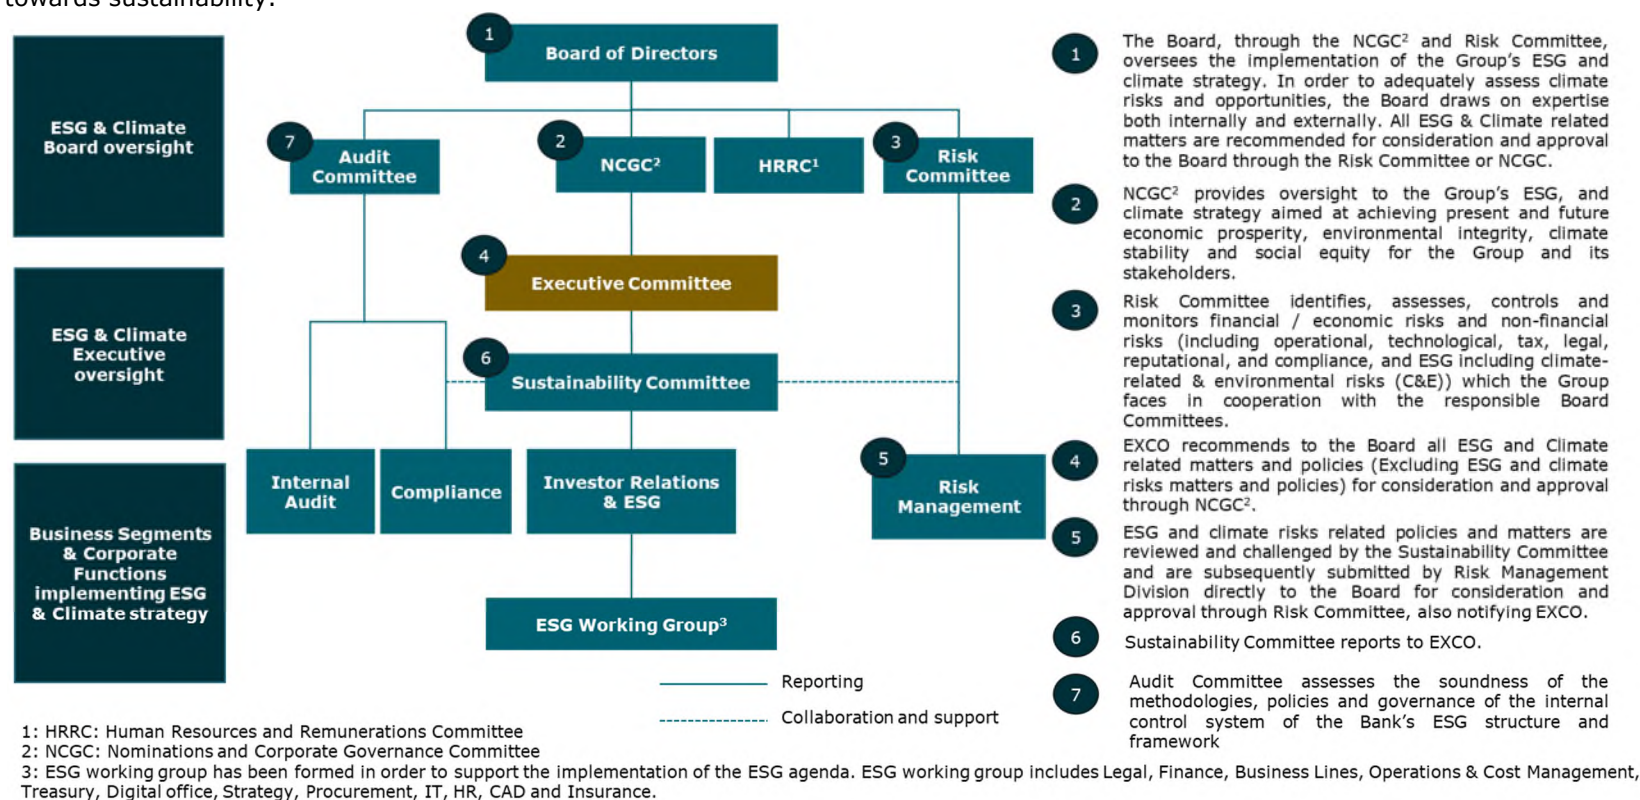 towards sustainability.
ESG & Climate
Board oversight
ESG & Climate
Executive
oversight
Business Segments
& Corporate
Functions
implementing ESG
& Climate strategy
1
Board of Directors
7
Audit
Committee
2
NCGC²
HRRC¹
3
Risk
Committee
4
Executive Committee
6
Sustainability Committee
Internal
Audit
Compliance
Investor Relations
& ESG
5
Risk
Management
ESG Working Group³
Reporting
Collaboration and support
1
The Board, through the NCGC² and Risk Committee,
oversees the implementation of the Group's ESG and
climate strategy. In order to adequately assess climate
risks and opportunities, the Board draws on expertise
both internally and externally. All ESG & Climate related
matters are recommended for consideration and approval
to the Board through the Risk Committee or NCGC.
2
NCGC² provides oversight to the Group's ESG, and
climate strategy aimed at achieving present and future
economic prosperity, environmental integrity, climate
stability and social equity for the Group and its
stakeholders.
3
Risk Committee identifies, assesses, controls and
monitors financial / economic risks and non-financial
risks (including operational, technological, tax, legal,
reputational, and compliance, and ESG including climate-
related & environmental risks (C&E)) which the Group
faces in cooperation with the responsible Board
Committees.
4
EXCO recommends to the Board all ESG and Climate
related matters and policies (Excluding ESG and climate
risks matters and policies) for consideration and approval
through NCGC².
5
ESG and climate risks related policies and matters are
reviewed and challenged by the Sustainability Committee
and are subsequently submitted by Risk Management
Division directly to the Board for consideration and
approval through Risk Committee, also notifying EXCO.
6
Sustainability Committee reports to EXCO.
7
Audit Committee assesses the soundness of the
methodologies, policies and governance of the internal
control system of the Bank's ESG structure and
framework
1: HRRC: Human Resources and Remunerations Committee
2: NCGC: Nominations and Corporate Governance Committee
3: ESG working group has been formed in order to support the implementation of the ESG agenda. ESG working group includes Legal, Finance, Business Lines, Operations & Cost Management,
Treasury, Digital office, Strategy, Procurement, IT, HR, CAD and Insurance.